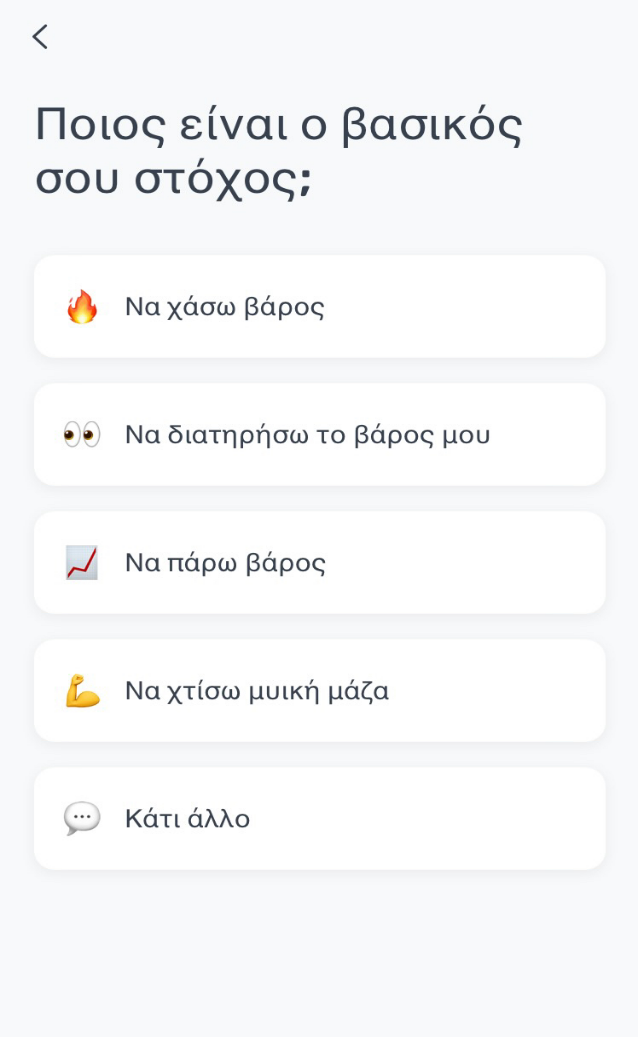 Ποιος είναι ο βασικός
σου στόχος;
Να χάσω βάρος
Να διατηρήσω το βάρος μου
Να πάρω βάρος
Να χτίσω μυική μάζα
Κάτι άλλο